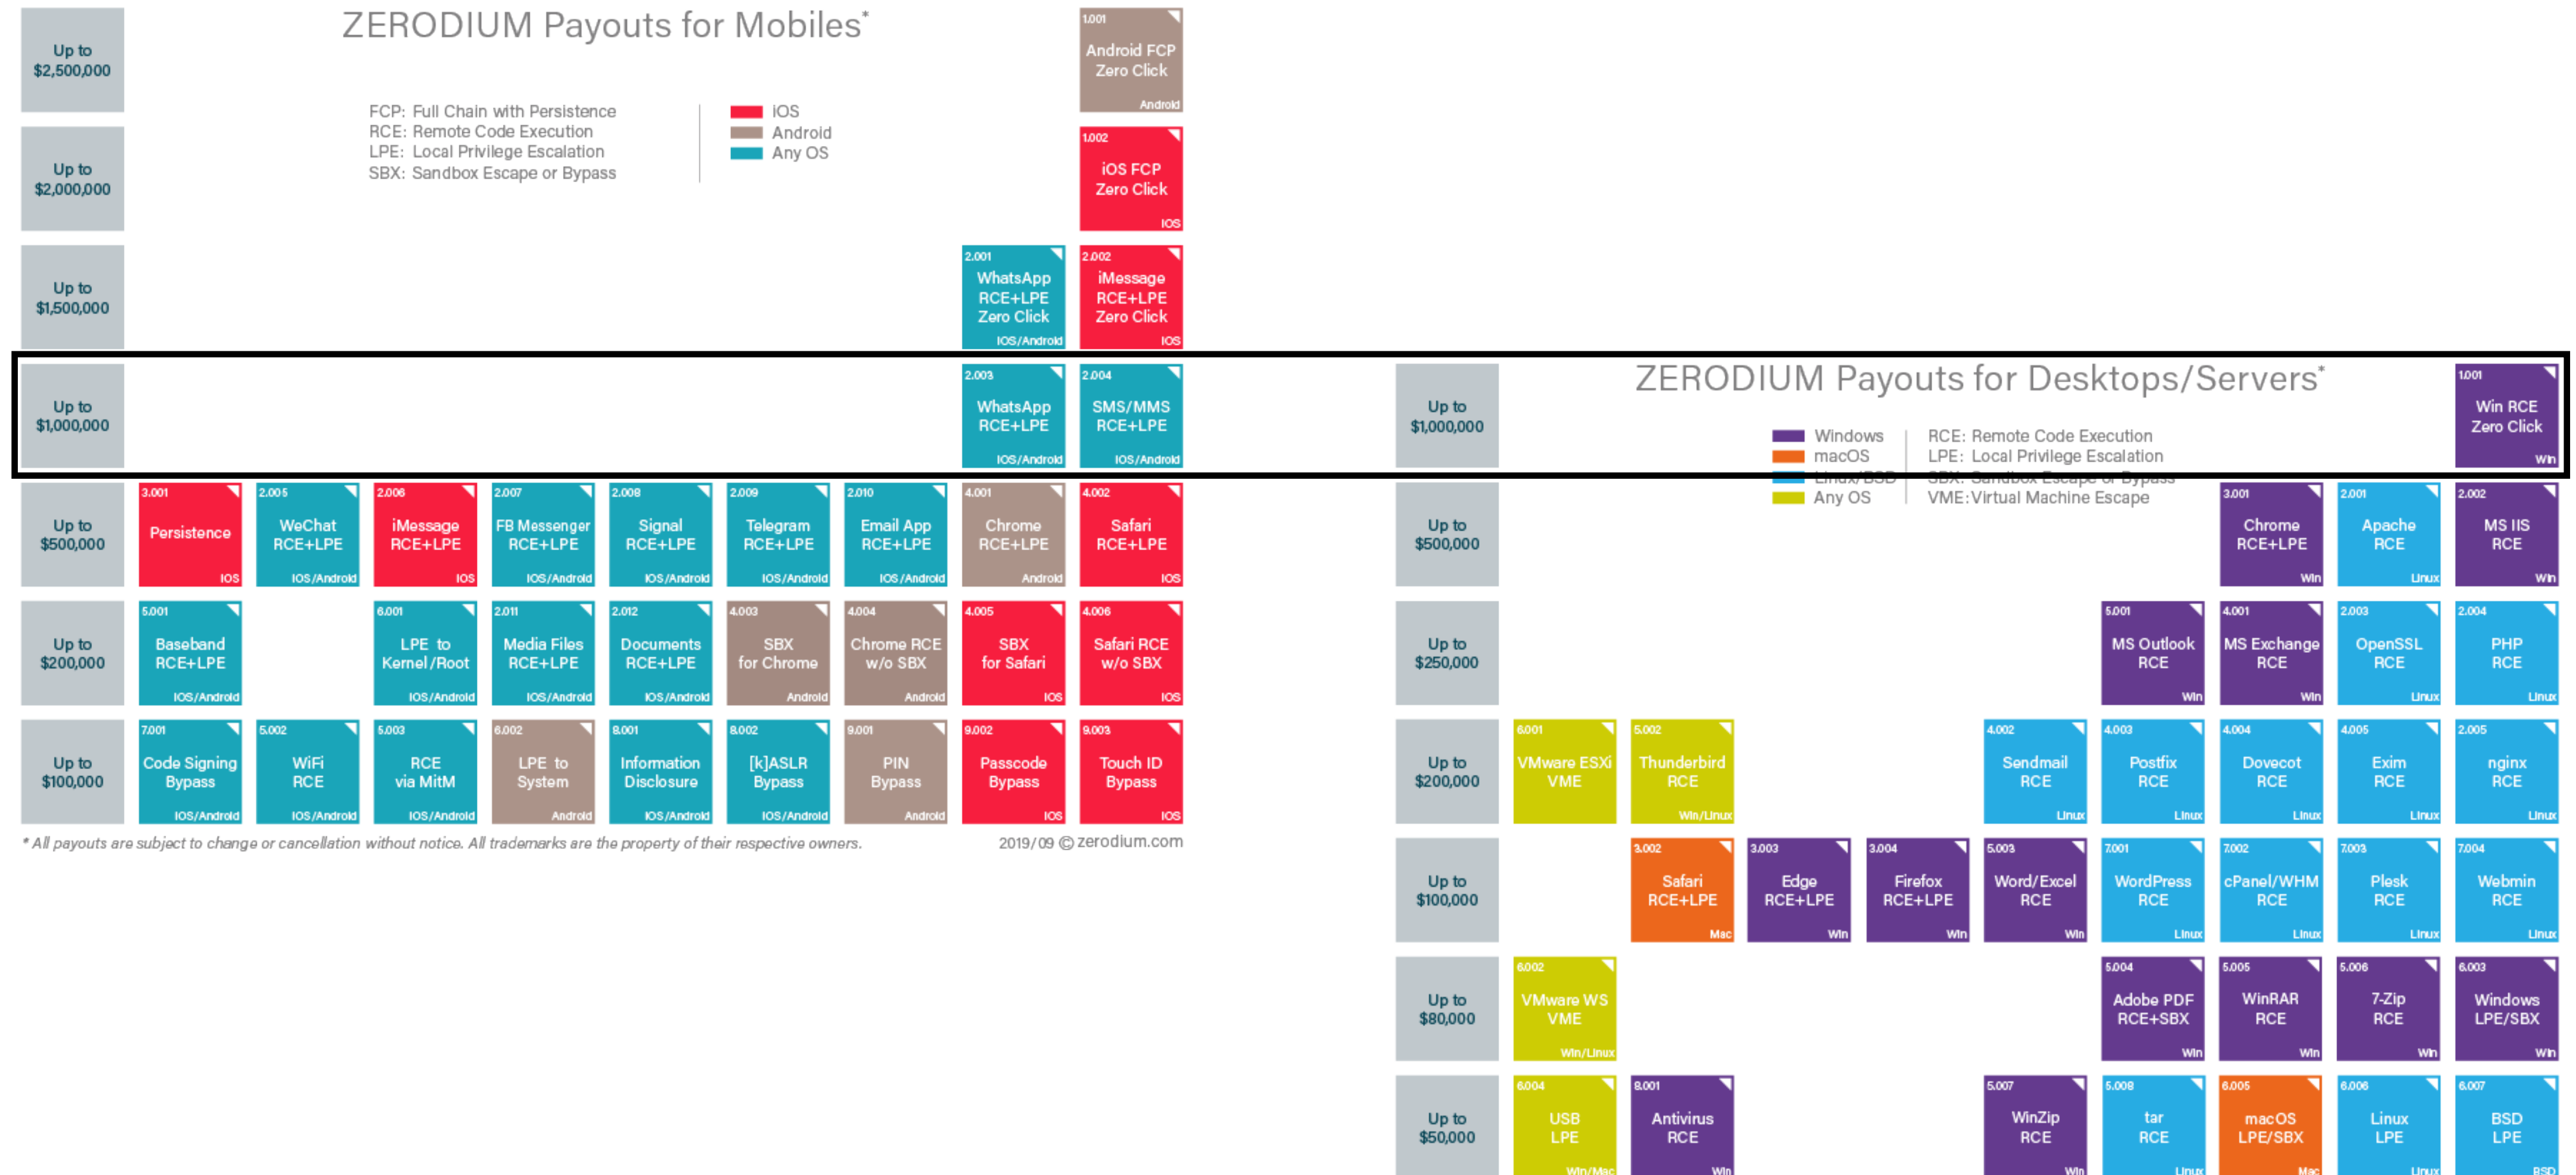 ZERODIUM Payouts for Mobiles*
FCP: Full Chain with Persistence
RCE: Remote Code Execution
LPE: Local Privilege Escalation
SBX: Sandbox Escape or Bypass
iOS
Android
Any OS
Up to
$2,500,000
1.001
Android FCP
Zero Click
Android
Up to
$2,000,000
1.002
iOS FCP
Zero Click
IOS
Up to
$1,500,000
2.001
WhatsApp
RCE+LPE
Zero Click
IOS/Android
2.002
iMessage
RCE+LPE
Zero Click
IOS
Up to
$1,000,000
2.003
WhatsApp
RCE+LPE
IOS/Android
2.004
SMS/MMS
RCE+LPE
IOS/Android
Up to
$500,000
3.001
Persistence
IOS
2.005
WeChat
RCE+LPE
IOS/Android
2.006
iMessage
RCE+LPE
IOS
2.007
FB Messenger
RCE+LPE
IOS/Android
2.008
Signal
RCE+LPE
IOS/Android
2.009
Telegram
RCE+LPE
IOS/Android
2.010
Email App
RCE+LPE
IOS/Android
4.001
Chrome
RCE+LPE
Android
4.002
Safari
RCE+LPE
IOS
Up to
$200,000
5.001
Baseband
RCE+LPE
IOS/Android
6.001
LPE to
Kernel/Root
IOS/Android
2.011
Media Files
RCE+LPE
IOS/Android
2.012
Documents
RCE+LPE
IOS/Android
4.003
SBX
for Chrome
Android
4.004
Chrome RCE
w/o SBX
Android
4.005
SBX
for Safari
IOS
4.006
Safari RCE
w/o SBX
IOS
Up to
$100,000
7.001
Code Signing
Bypass
IOS/Android
5.002
WiFi
RCE
IOS/Android
5.003
RCE
via MitM
IOS/Android
6.002
LPE to
System
Android
8.001
Information
Disclosure
IOS/Android
8.002
[k]ASLR
Bypass
IOS/Android
9.001
PIN
Bypass
Android
9.002
Passcode
Bypass
IOS
9.003
Touch ID
Bypass
IOS
* All payouts are subject to change or cancellation without notice. All trademarks are the property of their respective owners.
2019/09 © zerodium.com
ZERODIUM Payouts for Desktops/Servers*
Windows
macOS
Linux/BSD
Any OS
RCE: Remote Code Execution
LPE: Local Privilege Escalation
SBX: Sandbox Escape or Bypass
VME: Virtual Machine Escape
Up to
$1,000,000
1.001
Win RCE
Zero Click
Win
Up to
$500,000
3.001
Chrome
RCE+LPE
Win
2.001
Apache
RCE
Linux
2.002
MS IIS
RCE
Win
Up to
$250,000
5.001
MS Outlook
RCE
Win
4.001
MS Exchange
RCE
Win
2.003
OpenSSL
RCE
Linux
2.004
PHP
RCE
Linux
Up to
$200,000
6.001
VMware ESXi
VME
5.002
Thunderbird
RCE
Win/Linux
4.002
Sendmail
RCE
Linux
4.003
Postfix
RCE
Linux
4.004
Dovecot
RCE
Linux
4.005
Exim
RCE
Linux
2.005
nginx
RCE
Linux
Up to
$100,000
3.002
Safari
RCE+LPE
Mac
3.003
Edge
RCE+LPE
Win
3.004
Firefox
RCE+LPE
Win
5.003
Word/Excel
RCE
Win
7.001
WordPress
RCE
Linux
7.002
cPanel/WHM
RCE
Linux
7.003
Plesk
RCE
Linux
7.004
Webmin
RCE
Linux
Up to
$80,000
6.002
VMware WS
VME
Win/Linux
5.004
Adobe PDF
RCE+SBX
Win
5.005
WinRAR
RCE
Win
5.006
7-Zip
RCE
Win
6.003
Windows
LPE/SBX
Win
Up to
$50,000
6.004
USB
LPE
Win/Mac
8.001
Antivirus
RCE
Win
5.007
WinZip
RCE
Win
5.008
tar
RCE
Linux
6.005
macOS
LPE/SBX
Mac
6.006
Linux
LPE
Linux
6.007
BSD
LPE
BSD